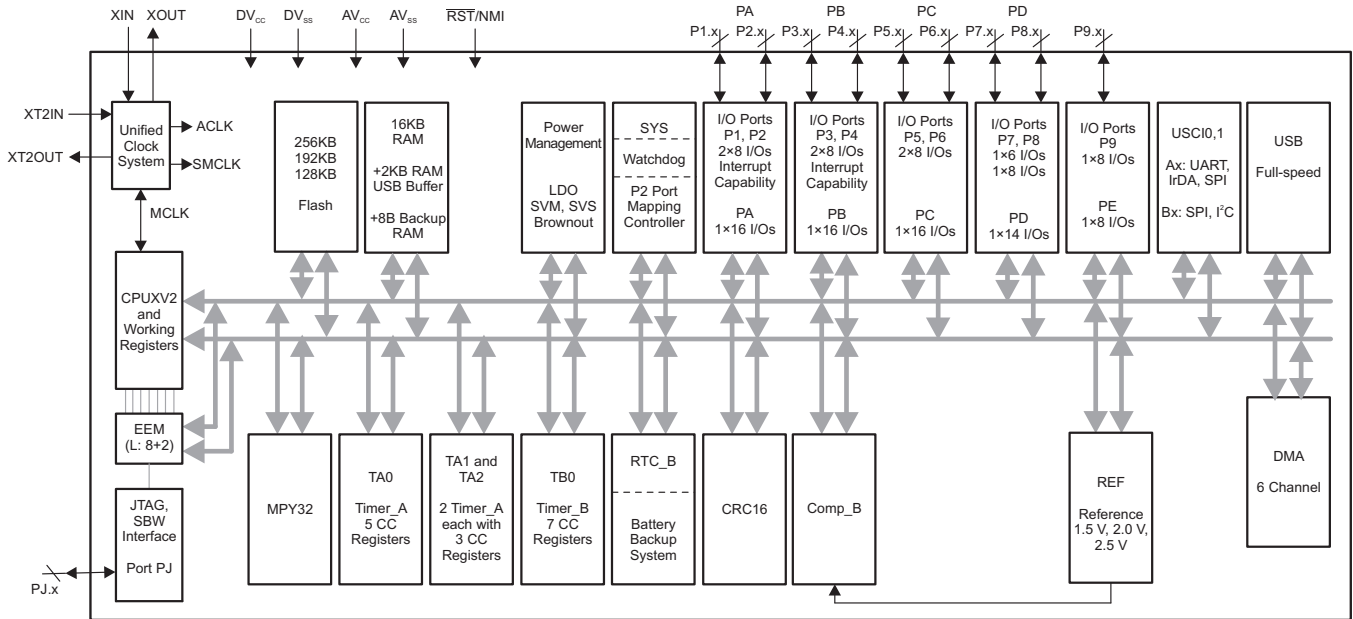 XIN XOUT DVCC DVSS AVCC AVSS RST/NMI
PA PB PC PD
P1.x P2.x P3.x P4.x P5.x P6.x P7.x P8.x P9.x
XT2IN
XT2OUT
Unified
Clock
System
ACLK
SMCLK
MCLK
256KB
192KB
128KB
Flash
16KB
RAM
+2KB RAM
USB Buffer
+8B Backup
RAM
Power
Management
LDO
SVM, SVS
Brownout
SYS
Watchdog
P2 Port
Mapping
Controller
I/O Ports
P1, P2
2×8 I/Os
Interrupt
Capability
PA
1×16 I/Os
I/O Ports
P3, P4
2×8 I/Os
Interrupt
Capability
PB
1×16 I/Os
I/O Ports
P5, P6
2×8 I/Os
PC
1×16 I/Os
I/O Ports
P7, P8
1×6 I/Os
1×8 I/Os
PD
1×14 I/Os
I/O Ports
P9
1×8 I/Os
PE
1×8 I/Os
USCI0,1
Ax: UART,
IrDA, SPI
Bx: SPI, I²C
USB
Full-speed
CPUXV2
and
Working
Registers
EEM
(L: 8+2)
JTAG,
SBW
Interface
Port PJ
PJ.x
MPY32
TA0
Timer_A
5 CC
Registers
TA1 and
TA2
2 Timer_A
each with
3 CC
Registers
TB0
Timer_B
7 CC
Registers
RTC_B
Battery
Backup
System
CRC16
Comp_B
REF
Reference
1.5 V, 2.0 V,
2.5 V
DMA
6 Channel